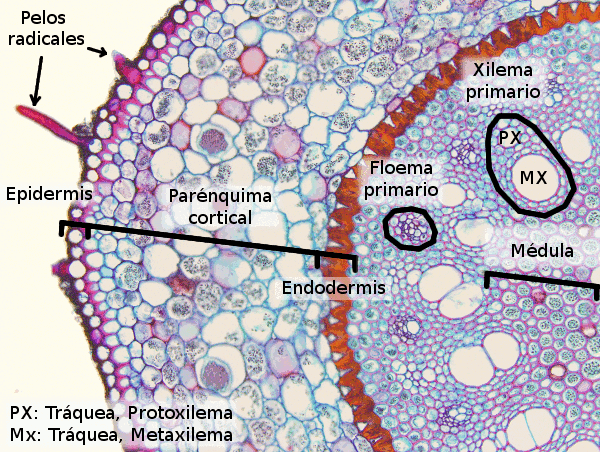 Pelos
radicales
Xilema
primario
PX
MX
Floema
primario
Epidermis
Parénquima
cortical
Médula
Endodermis
PX: Tráquea, Protoxilema
Mx: Tráquea, Metaxilema